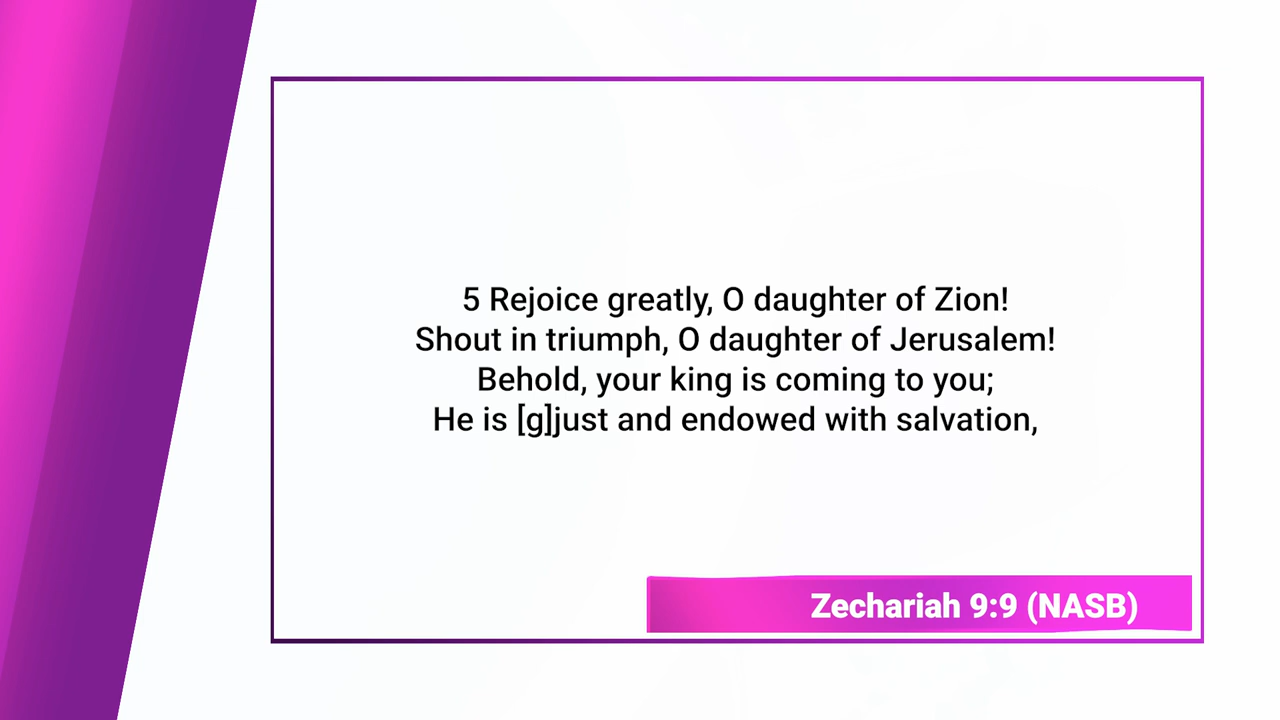 5 Rejoice greatly, O daughter of Zion!
Shout in triumph, O daughter of Jerusalem!
Behold, your king is coming to you;
He is [g]just and endowed with salvation,
Zechariah 9:9 (NASB)